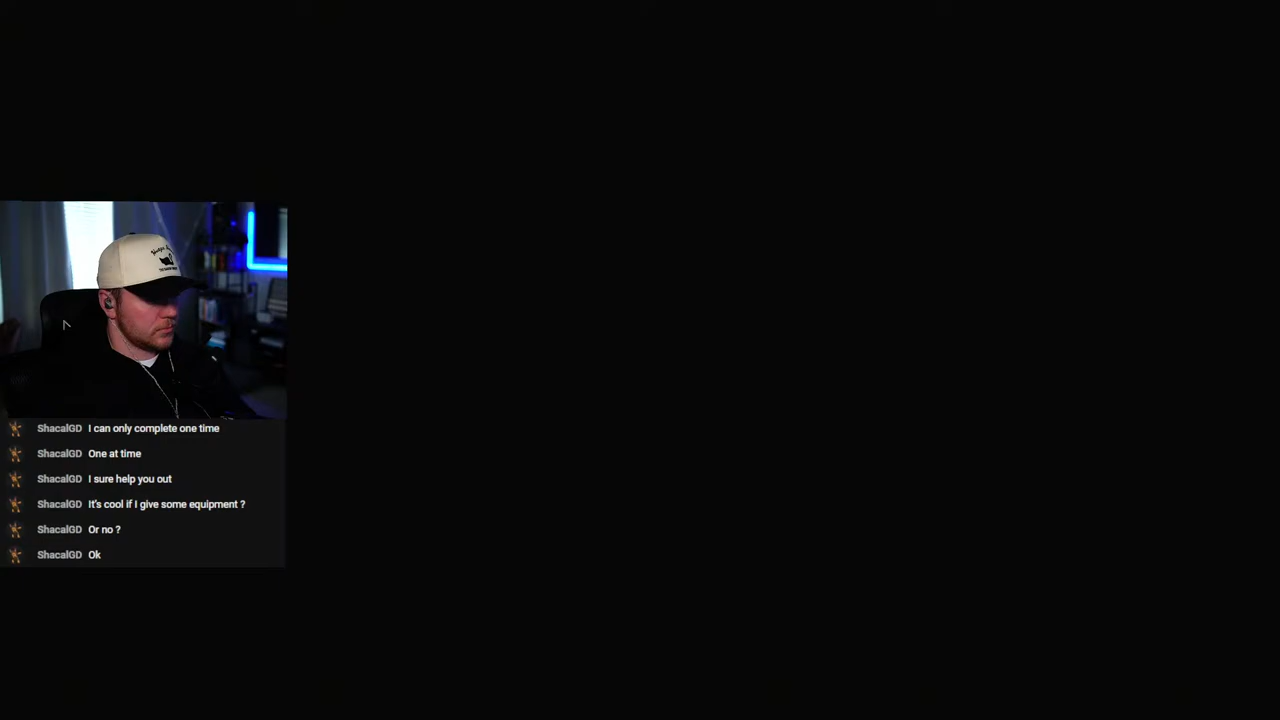 ShacalGD I can only complete one time
ShacalGD One at time
ShacalGD I sure help you out
ShacalGD It's cool if I give some equipment ?
ShacalGD Or no ?
ShacalGD Ok